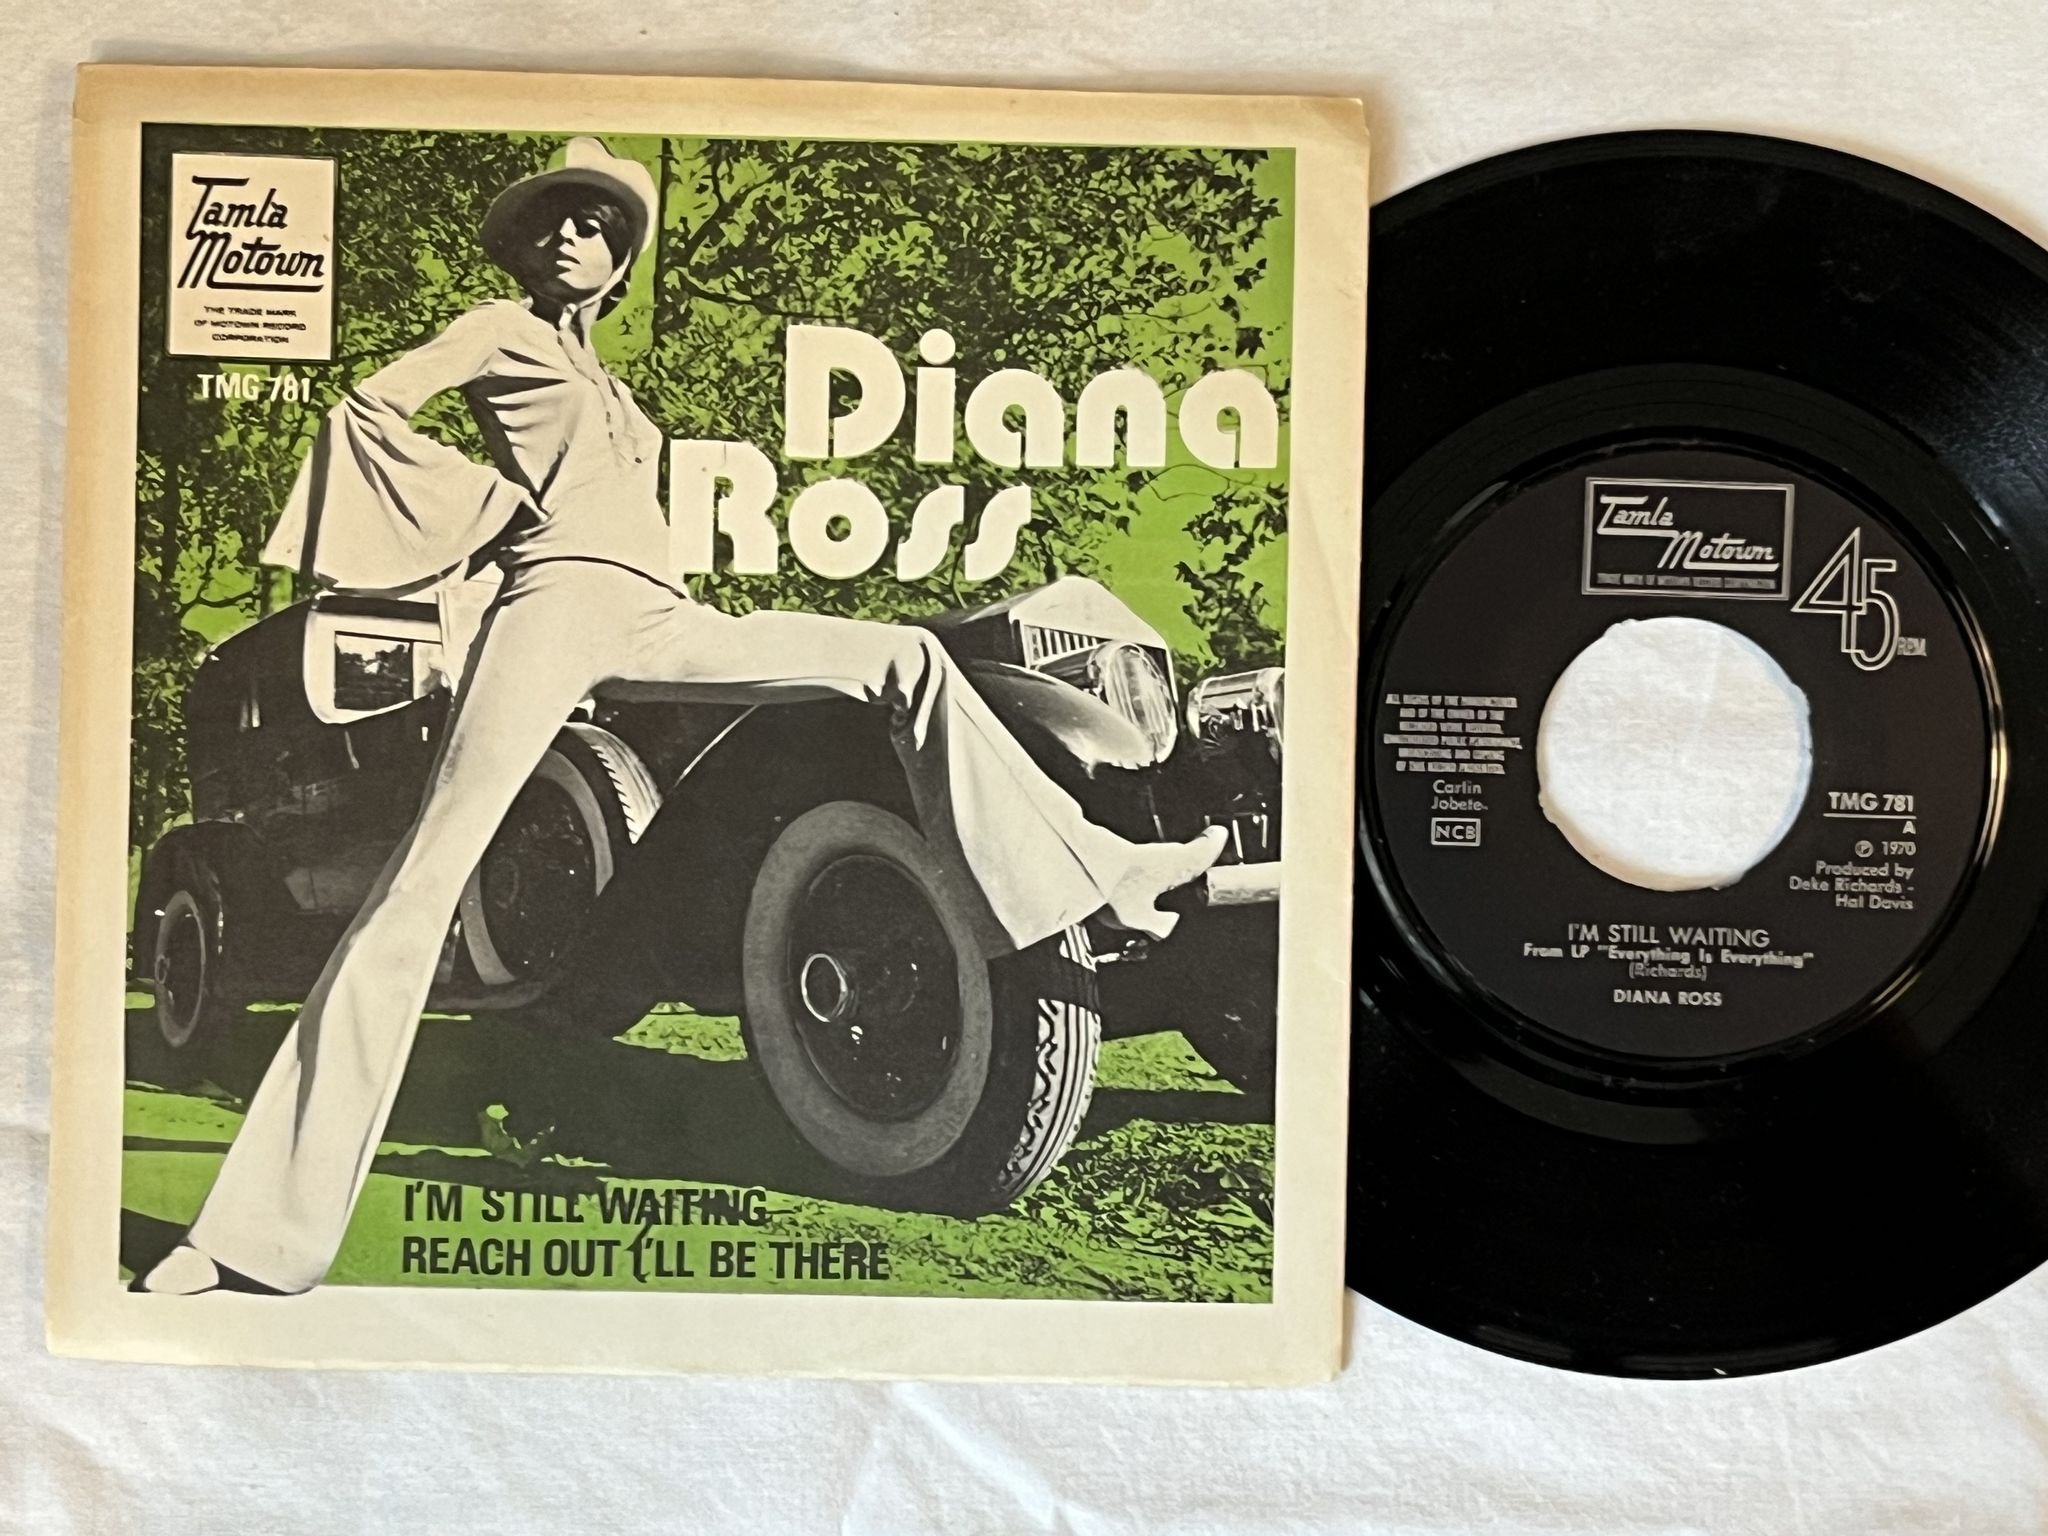 Tamla
Motown
THE TRADE MARK
OF MOTOWN RECORD
CORPORATION
TMG 781
Diana
Ross
I'M STILL WAITING
REACH OUT I'LL BE THERE
Tamla
Motown
45
RPM
Carlin
Jobete
NCB
TMG 781
A
℗ 1970
Produced by
Deke Richards -
Hal Davis
I'M STILL WAITING
From LP "Everything Is Everything"
(Richards)
DIANA ROSS